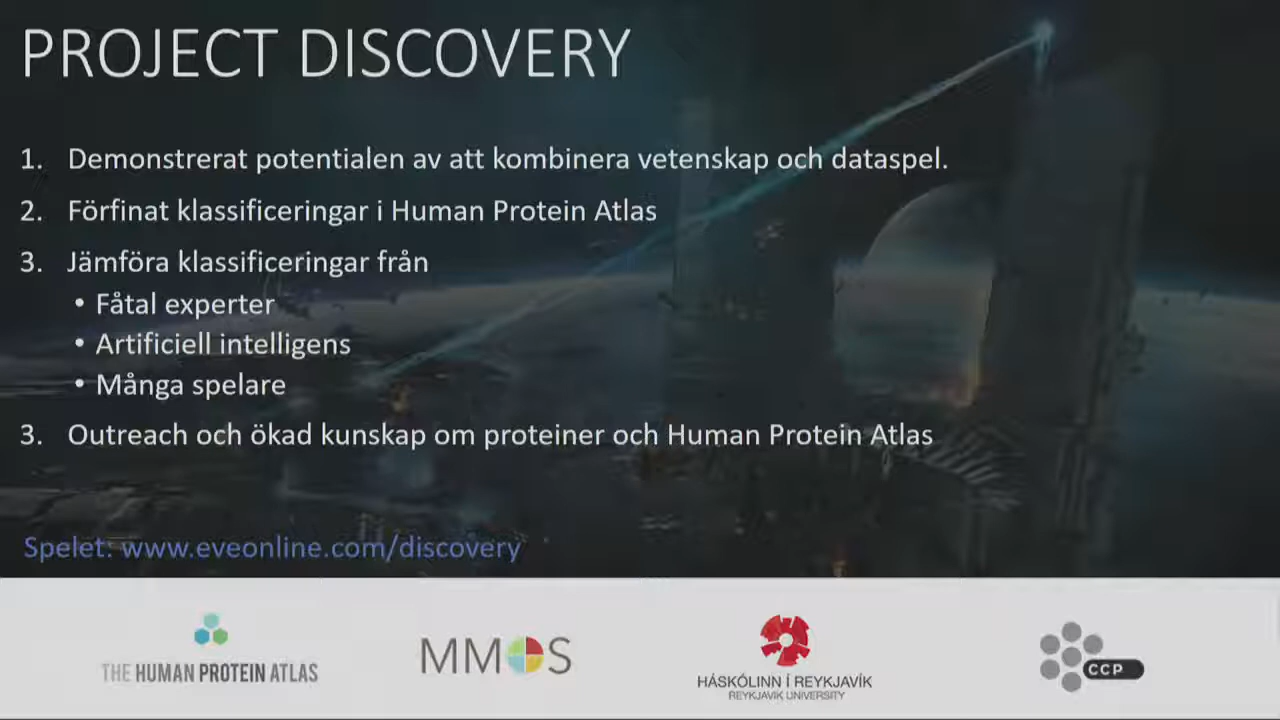 PROJECT DISCOVERY
1. Demonstrerat potentialen av att kombinera vetenskap och dataspel.
2. Förfinat klassificeringar i Human Protein Atlas
3. Jämföra klassificeringar från
• Fåtal experter
• Artificiell intelligens
• Många spelare
3. Outreach och ökad kunskap om proteiner och Human Protein Atlas
Spelet: www.eveonline.com/discovery
THE HUMAN PROTEIN ATLAS
MMOS
HÁSKÓLINN Í REYKJAVÍK
REYKJAVIK UNIVERSITY
CCP